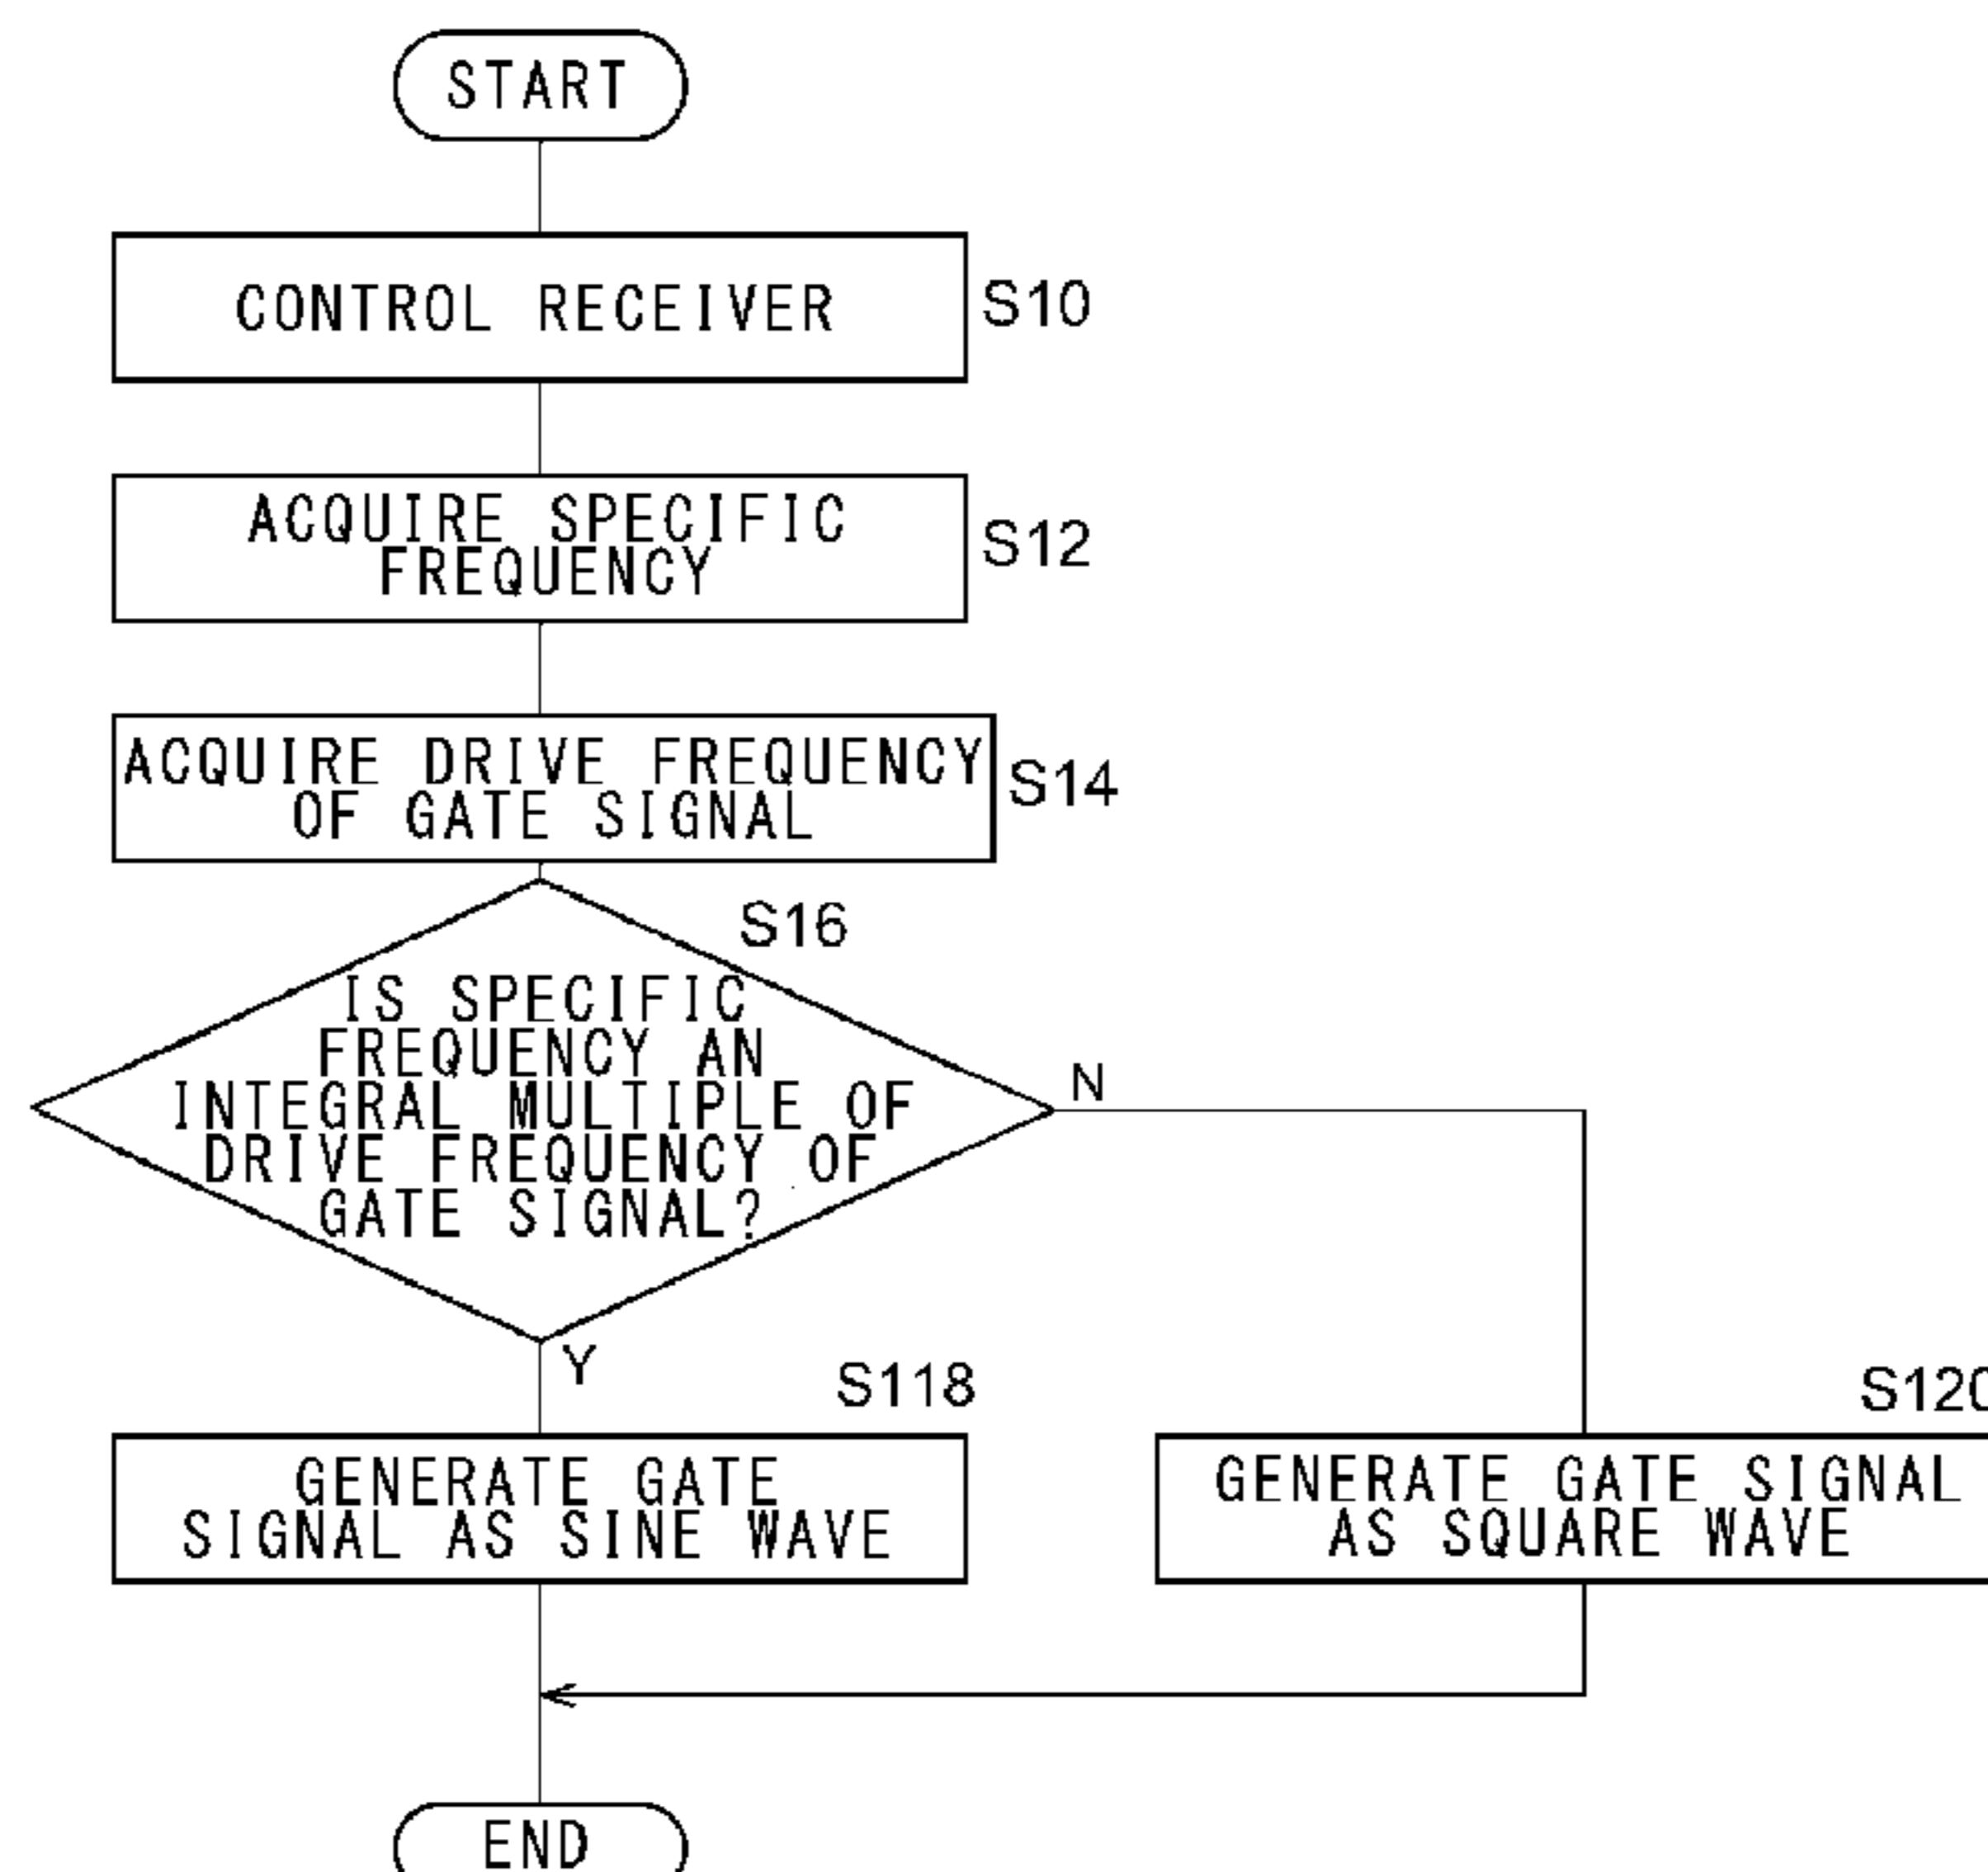 START
CONTROL RECEIVER
S10
ACQUIRE SPECIFIC
FREQUENCY
S12
ACQUIRE DRIVE FREQUENCY
OF GATE SIGNAL
S14
S16
IS SPECIFIC
FREQUENCY AN
INTEGRAL MULTIPLE OF
DRIVE FREQUENCY OF
GATE SIGNAL?
N
Y
S118
GENERATE GATE
SIGNAL AS SINE WAVE
S120
GENERATE GATE SIGNAL
AS SQUARE WAVE
END